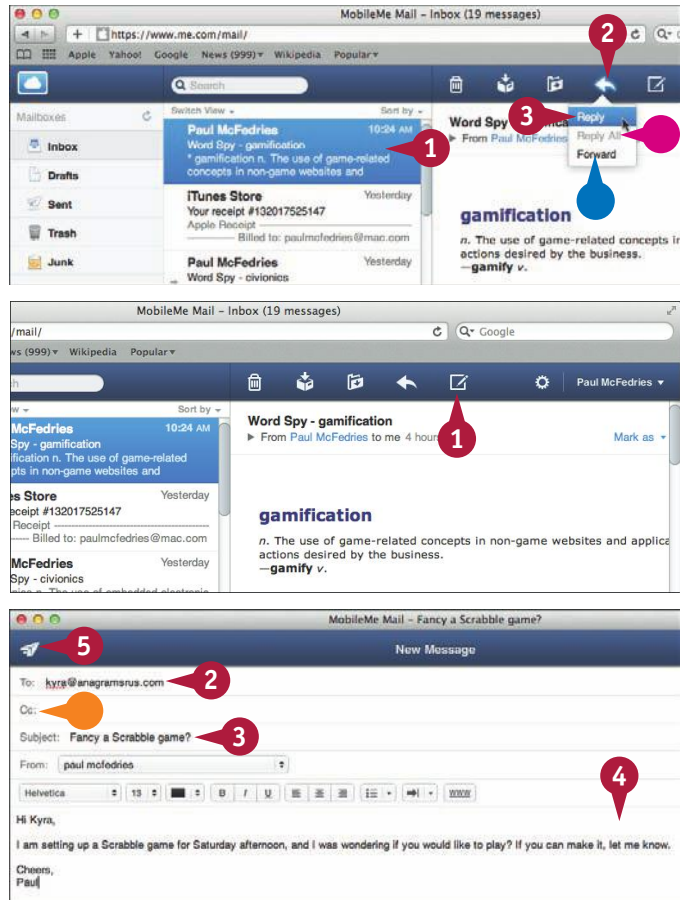 MobileMe Mail – Inbox (19 messages)
https://www.me.com/mail/
Apple Yahoo! Google News (999) Wikipedia Popular
Search
2
Mailboxes
Switch View
Sort by
Inbox
Drafts
Sent
Trash
Junk
Paul McFedries 10:24 AM
Word Spy - gamification
* gamification n. The use of game-related
concepts in non-game websites and
1
iTunes Store Yesterday
Your receipt #132017525147
Apple Receipt
Billed to: paulmcfedries@mac.com
Paul McFedries Yesterday
Word Spy - civionics
Word Spy
From Paul McFedries
3
Reply
Reply All
Forward
gamification
n. The use of game-related concepts in
actions desired by the business.
—gamify v.
MobileMe Mail – Inbox (19 messages)
/mail/
Google
ws (999) Wikipedia Popular
Paul McFedries
Sort by
McFedries 10:24 AM
Spy - gamification
ification n. The use of game-related
pts in non-game websites and
s Store Yesterday
eceipt #132017525147
Receipt
Billed to: paulmcfedries@mac.com
McFedries Yesterday
Spy - civionics
Word Spy - gamification
From Paul McFedries to me 4 hour
1
Mark as
gamification
n. The use of game-related concepts in non-game websites and applica
actions desired by the business.
—gamify v.
MobileMe Mail – Fancy a Scrabble game?
5
New Message
To: kyra@anagramsrus.com
2
Cc:
Subject: Fancy a Scrabble game?
3
From: paul mcfedries
4
Helvetica 13 B I U www
Hi Kyra,
I am setting up a Scrabble game for Saturday afternoon, and I was wondering if you would like to play? If you can make it, let me know.
Cheers,
Paul